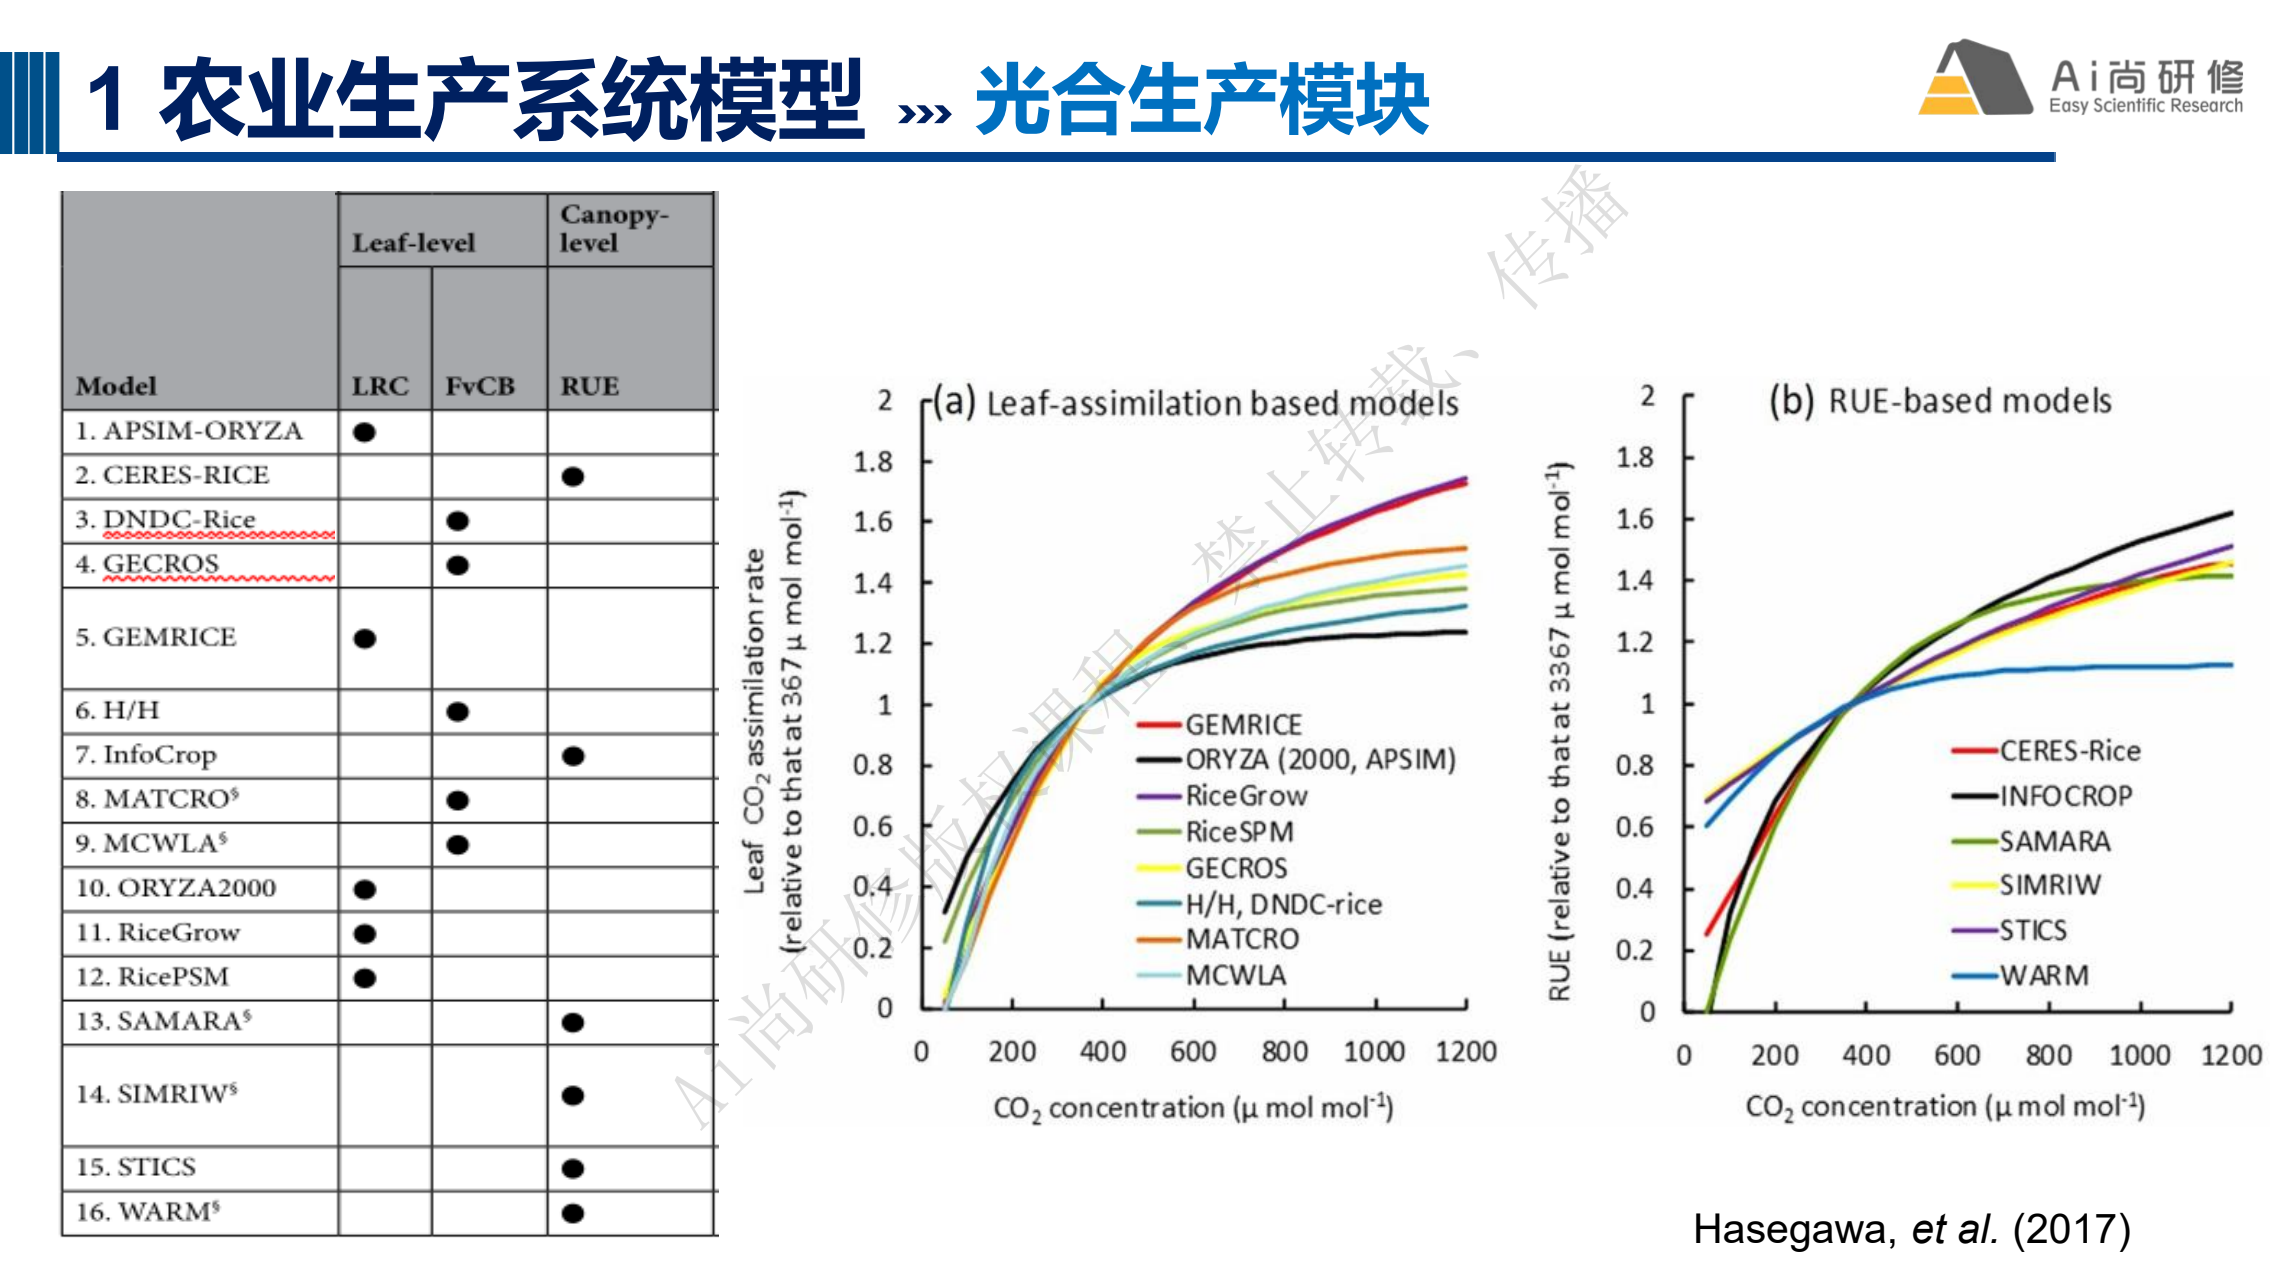 1 农业生产系统模型 ››› 光合生产模块
Ai尚研修
Easy Scientific Research
Leaf-level
Canopy-
level
Model LRC FvCB RUE
1. APSIM-ORYZA ●
2. CERES-RICE ●
3. DNDC-Rice ●
4. GECROS ●
5. GEMRICE ●
6. H/H ●
7. InfoCrop ●
8. MATCRO§ ●
9. MCWLA§ ●
10. ORYZA2000 ●
11. RiceGrow ●
12. RicePSM ●
13. SAMARA§ ●
14. SIMRIW§ ●
15. STICS ●
16. WARM§ ●
(a) Leaf-assimilation based models
Leaf CO2 assimilation rate
(relative to that at 367 μ mol mol-1)
2
1.8
1.6
1.4
1.2
1
0.8
0.6
0.4
0.2
0
GEMRICE
ORYZA (2000, APSIM)
RiceGrow
RiceSPM
GECROS
H/H, DNDC-rice
MATCRO
MCWLA
0 200 400 600 800 1000 1200
CO2 concentration (μ mol mol-1)
(b) RUE-based models
RUE (relative to that at 3367 μ mol mol-1)
2
1.8
1.6
1.4
1.2
1
0.8
0.6
0.4
0.2
0
CERES-Rice
INFOCROP
SAMARA
SIMRIW
STICS
WARM
0 200 400 600 800 1000 1200
CO2 concentration (μ mol mol-1)
Ai尚研修版权课程，禁止转载、传播
Hasegawa, et al. (2017)